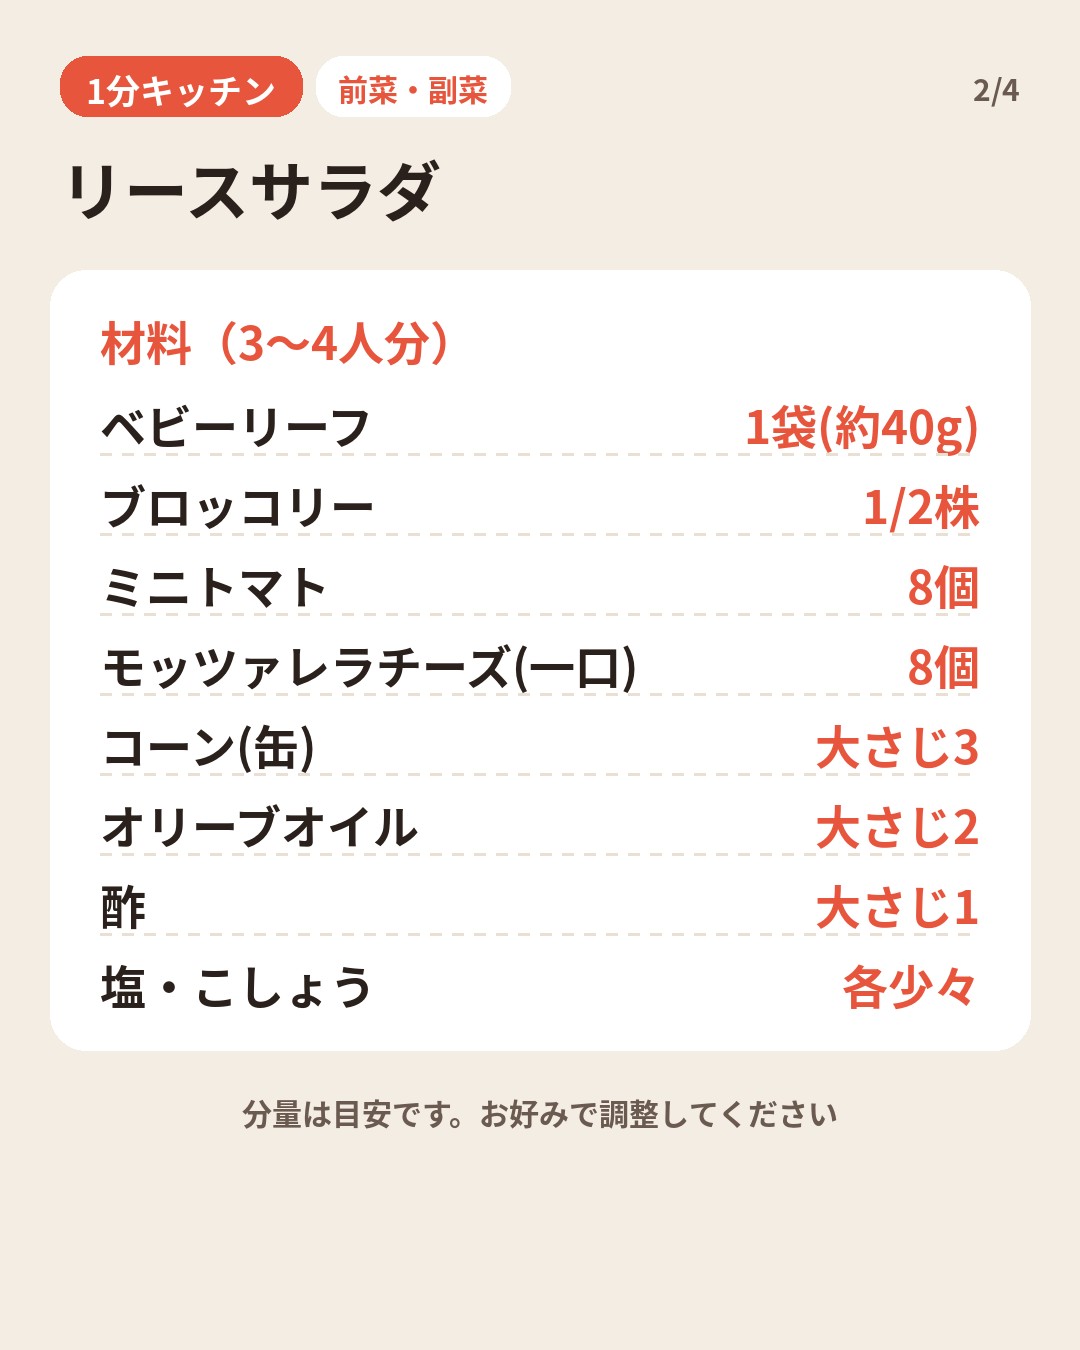 1分キッチン 前菜・副菜 2/4
リースサラダ
材料（3〜4人分）
ベビーリーフ 1袋(約40g)
ブロッコリー 1/2株
ミニトマト 8個
モッツァレラチーズ(一口) 8個
コーン(缶) 大さじ3
オリーブオイル 大さじ2
酢 大さじ1
塩・こしょう 各少々
分量は目安です。お好みで調整してください